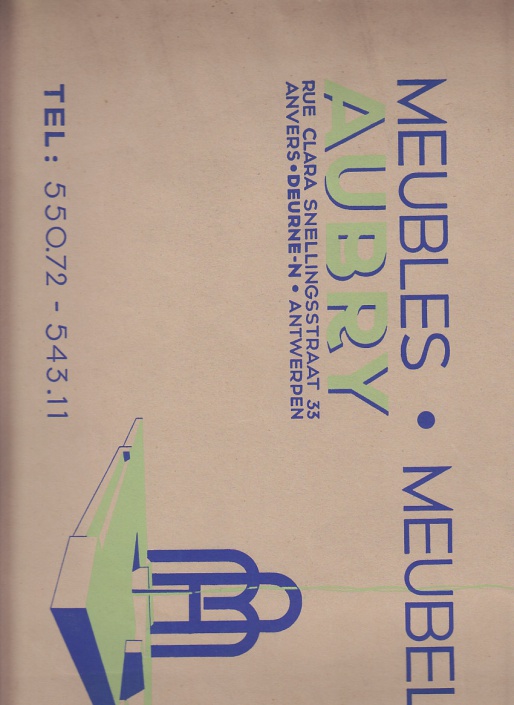 MEUBLES • MEUBEL
AUBRY
RUE CLARA SNELLINGSSTRAAT 33
ANVERS • DEURNE-N • ANTWERPEN
TEL: 550.72 - 543.11